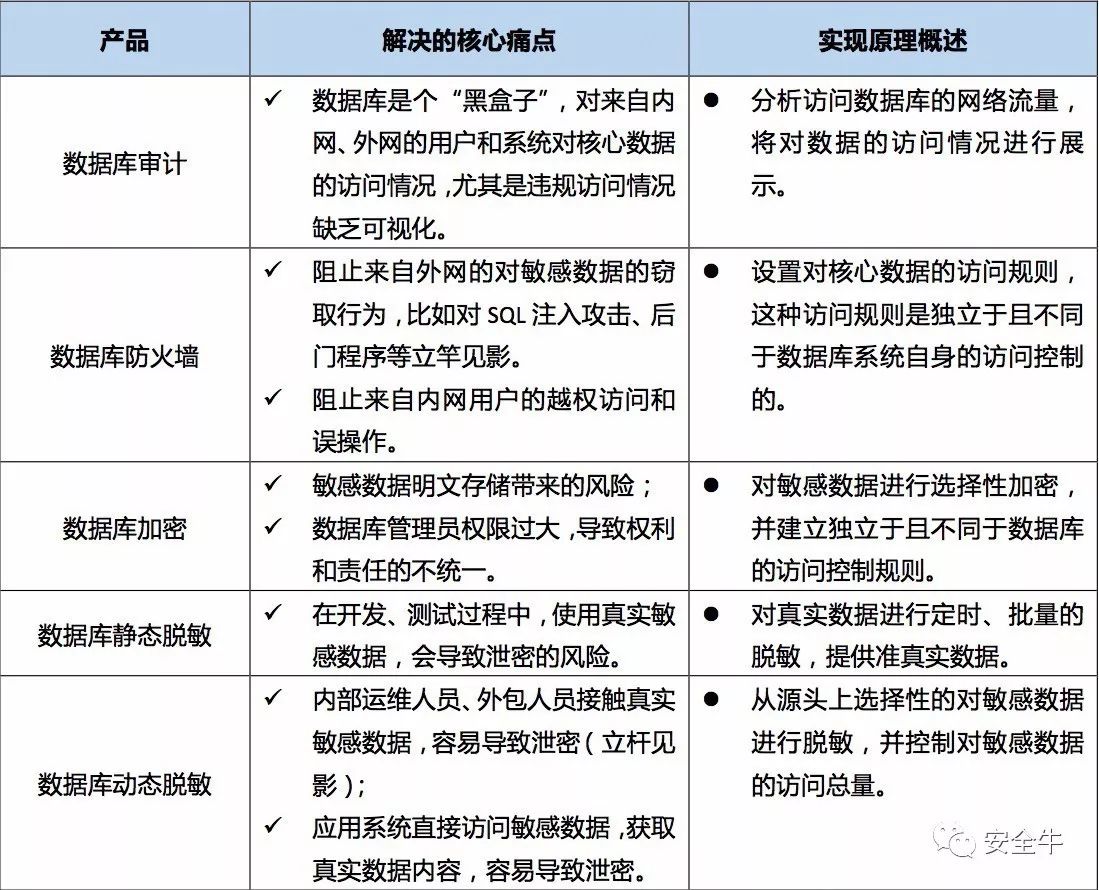 产品
解决的核心痛点
实现原理概述
数据库审计
✓ 数据库是个“黑盒子”，对来自内
网、外网的用户和系统对核心数据
的访问情况，尤其是违规访问情况
缺乏可视化。
● 分析访问数据库的网络流量，
将对数据的访问情况进行展
示。
数据库防火墙
✓ 阻止来自外网的对敏感数据的窃
取行为，比如对 SQL 注入攻击、后
门程序等立竿见影。
✓ 阻止来自内网用户的越权访问和
误操作。
● 设置对核心数据的访问规则，
这种访问规则是独立于且不同
于数据库系统自身的访问控制
的。
数据库加密
✓ 敏感数据明文存储带来的风险；
✓ 数据库管理员权限过大，导致权利
和责任的不统一。
● 对敏感数据进行选择性加密，
并建立独立于且不同于数据库
的访问控制规则。
数据库静态脱敏
✓ 在开发、测试过程中，使用真实敏
感数据，会导致泄密的风险。
● 对真实数据进行定时、批量的
脱敏，提供准真实数据。
数据库动态脱敏
✓ 内部运维人员、外包人员接触真实
敏感数据，容易导致泄密（立杆见
影）；
✓ 应用系统直接访问敏感数据，获取
真实数据内容，容易导致泄密。
● 从源头上选择性的对敏感数据
进行脱敏，并控制对敏感数据
的访问总量。
安全牛